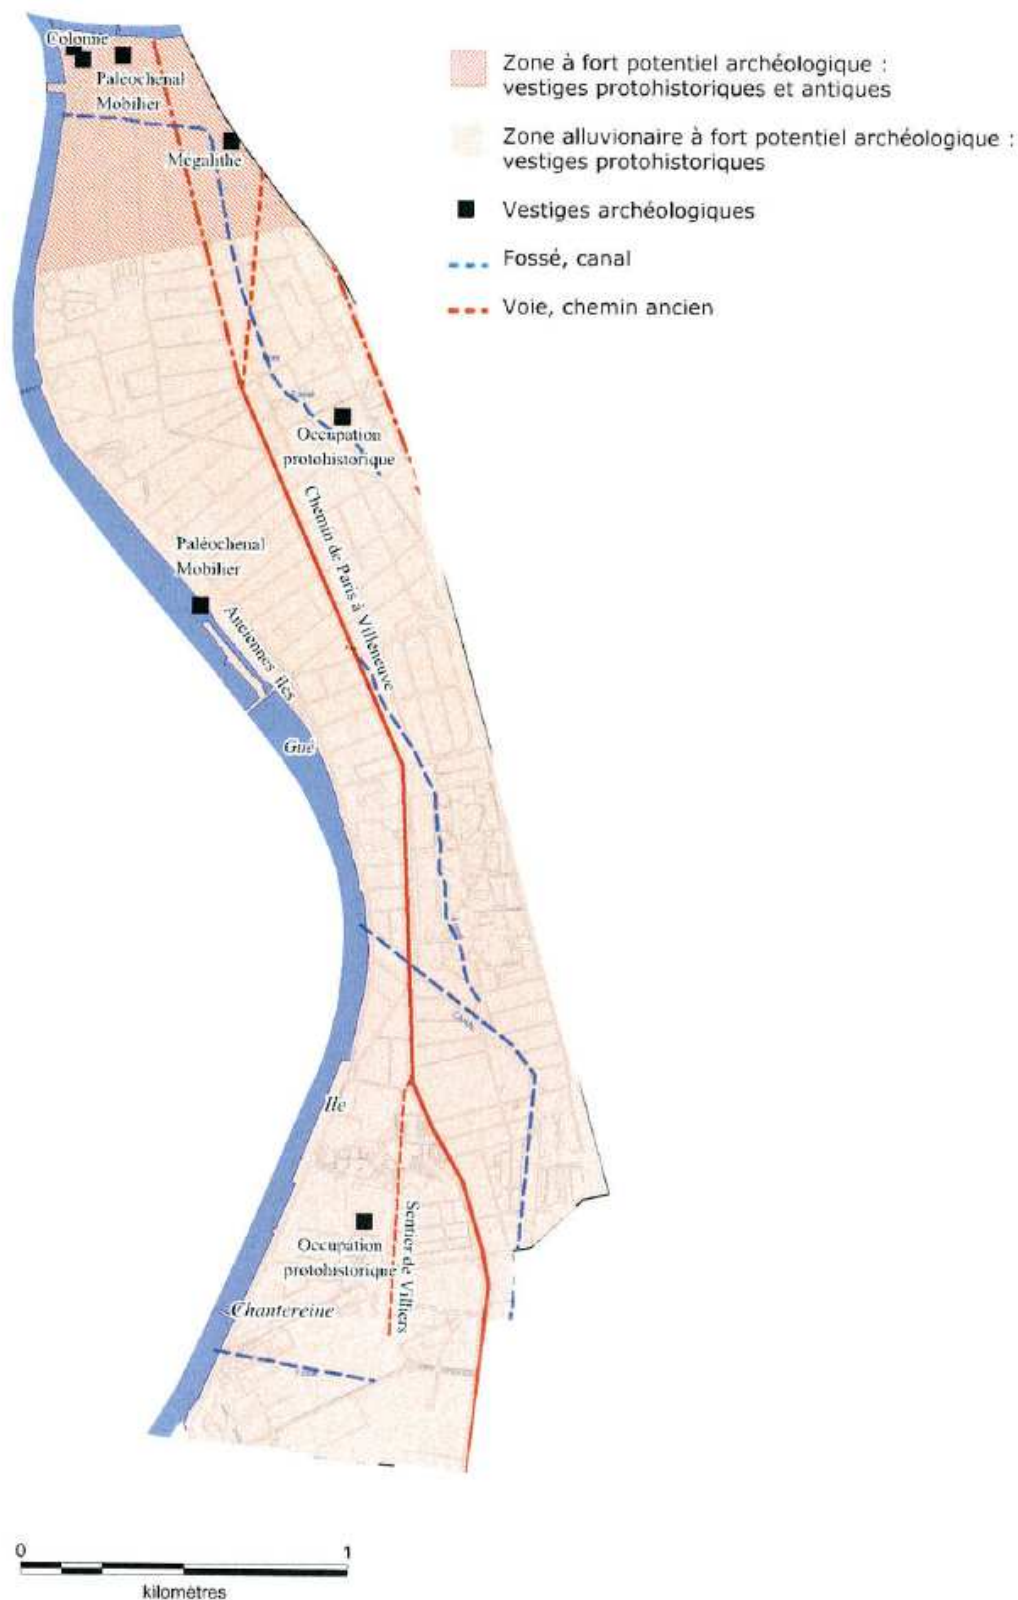 Colonne
Paléochenal
Mobilier
Mégalithe
Zone à fort potentiel archéologique :
vestiges protohistoriques et antiques
Zone alluvionaire à fort potentiel archéologique :
vestiges protohistoriques
Vestiges archéologiques
Fossé, canal
Voie, chemin ancien
Occupation
protohistorique
Chemin de Paris à Villeneuve
Paléochenal
Mobilier
Anciennes îles
Gué
Ile
Sentier de Villiers
Occupation
protohistorique
Chantereine
0 1
kilomètres